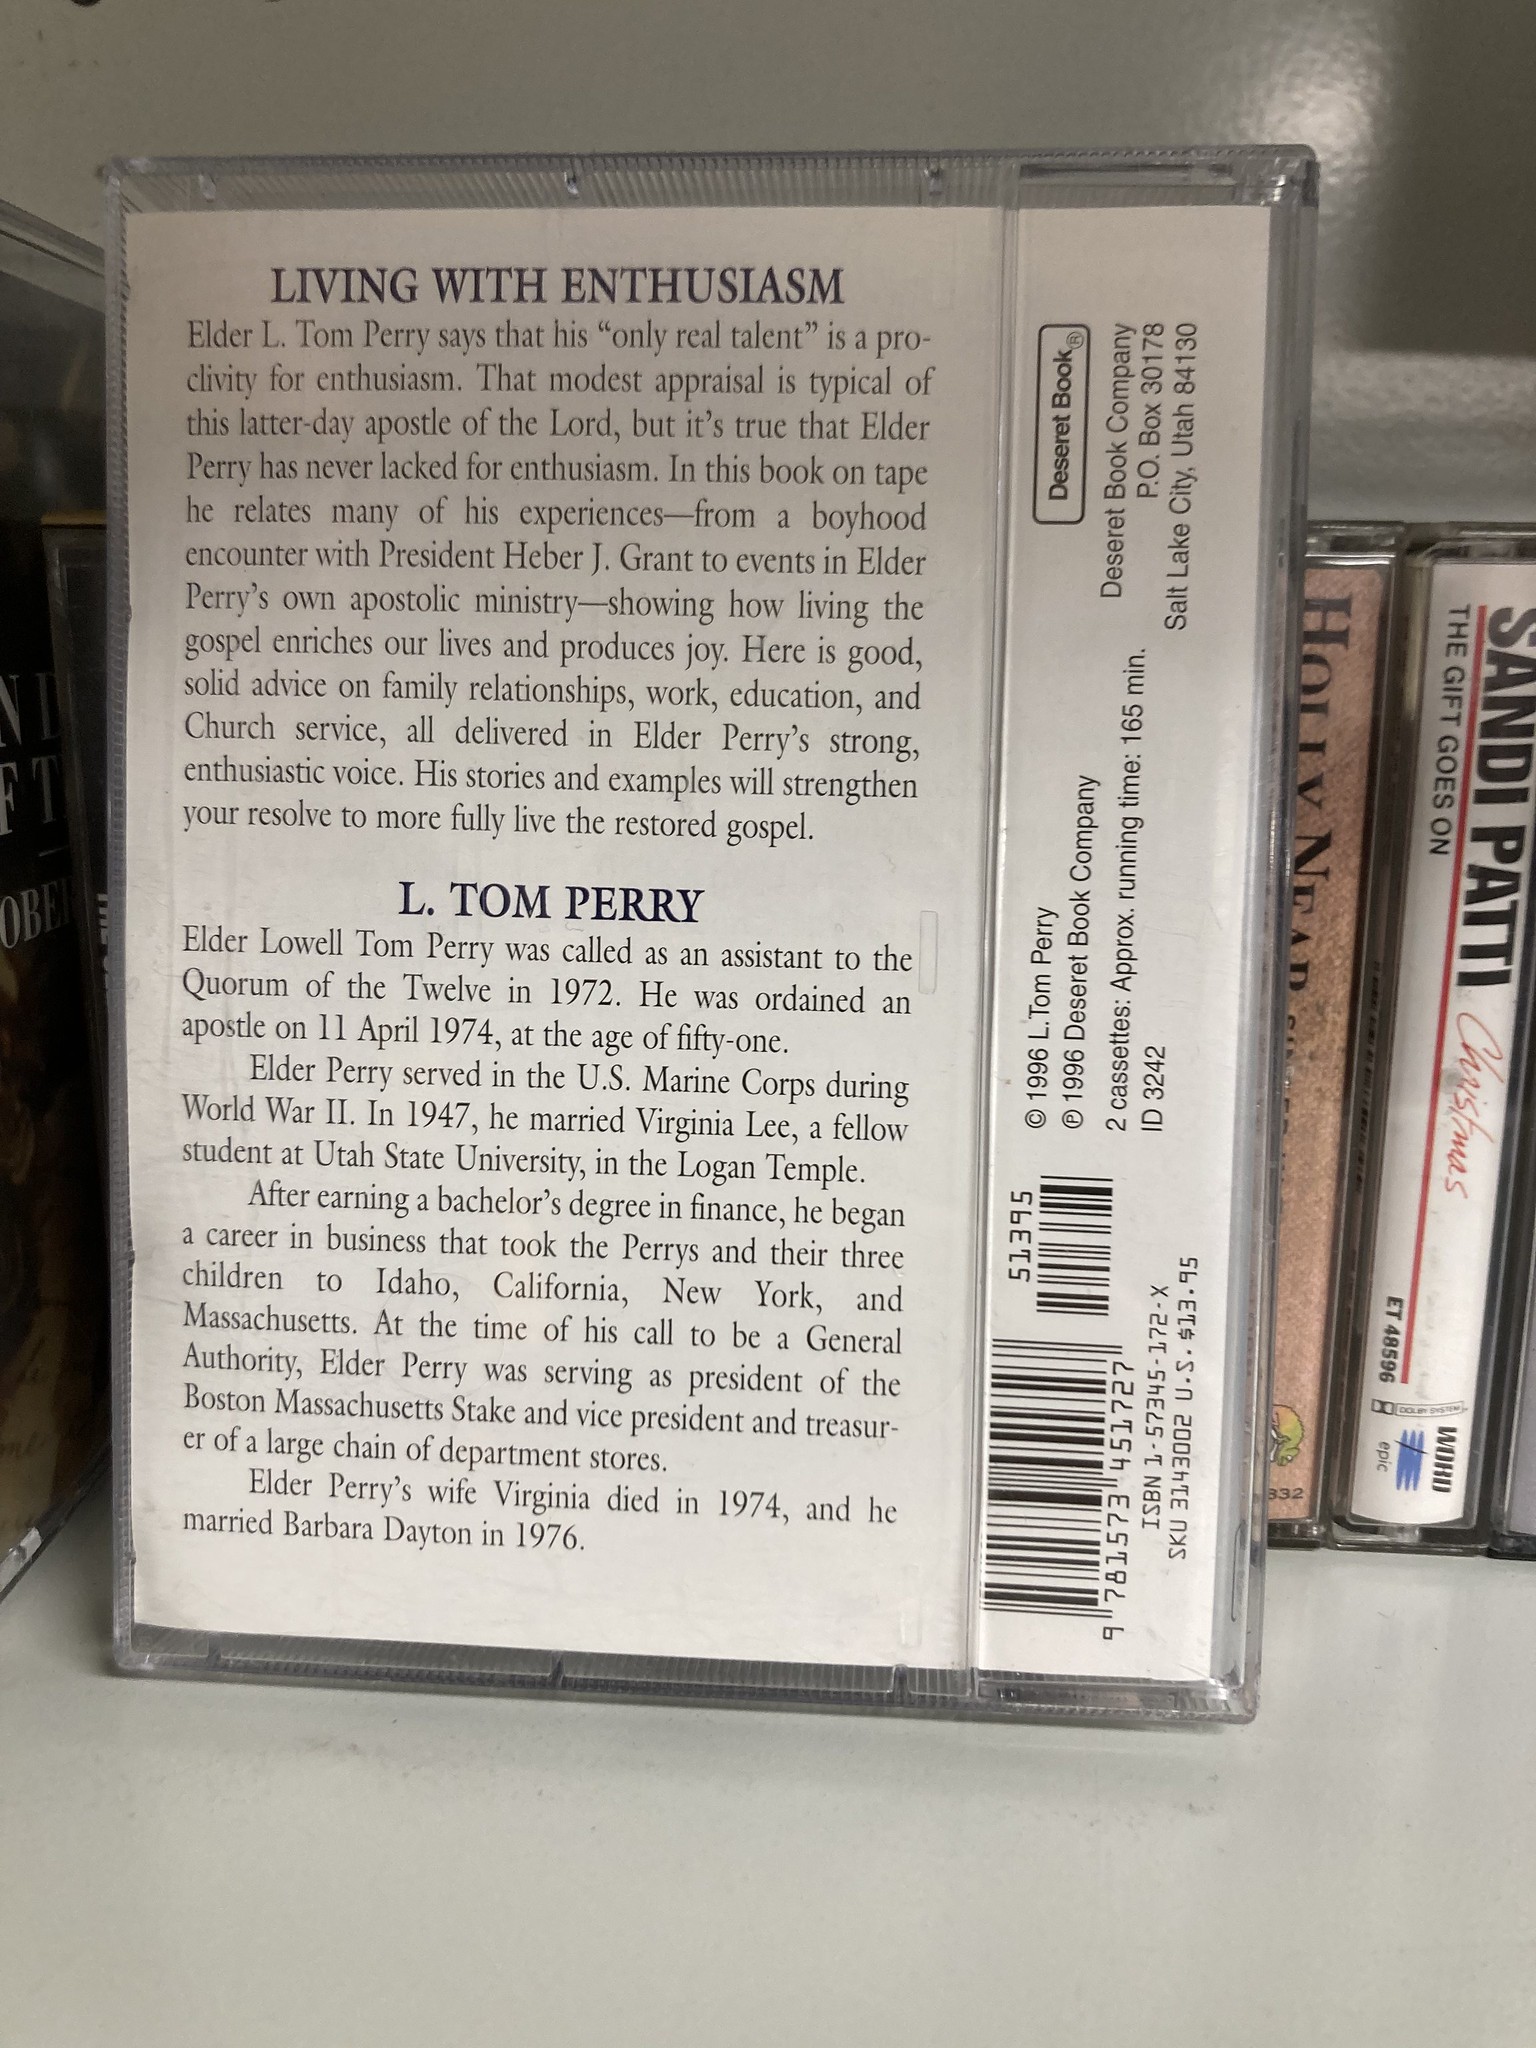 LIVING WITH ENTHUSIASM
Elder L. Tom Perry says that his “only real talent” is a pro-
clivity for enthusiasm. That modest appraisal is typical of
this latter-day apostle of the Lord, but it’s true that Elder
Perry has never lacked for enthusiasm. In this book on tape
he relates many of his experiences—from a boyhood
encounter with President Heber J. Grant to events in Elder
Perry’s own apostolic ministry—showing how living the
gospel enriches our lives and produces joy. Here is good,
solid advice on family relationships, work, education, and
Church service, all delivered in Elder Perry’s strong,
enthusiastic voice. His stories and examples will strengthen
your resolve to more fully live the restored gospel.
L. TOM PERRY
Elder Lowell Tom Perry was called as an assistant to the
Quorum of the Twelve in 1972. He was ordained an
apostle on 11 April 1974, at the age of fifty-one.
Elder Perry served in the U.S. Marine Corps during
World War II. In 1947, he married Virginia Lee, a fellow
student at Utah State University, in the Logan Temple.
After earning a bachelor’s degree in finance, he began
a career in business that took the Perrys and their three
children to Idaho, California, New York, and
Massachusetts. At the time of his call to be a General
Authority, Elder Perry was serving as president of the
Boston Massachusetts Stake and vice president and treasur-
er of a large chain of department stores.
Elder Perry’s wife Virginia died in 1974, and he
married Barbara Dayton in 1976.
Deseret Book®
Deseret Book Company
P.O. Box 30178
Salt Lake City, Utah 84130
© 1996 L.Tom Perry
℗ 1996 Deseret Book Company
2 cassettes: Approx. running time: 165 min.
ID 3242
51395
9 781573 451727
ISBN 1-57345-172-X
SKU 3143002 U.S. $13.95
HOLLY NEAR
832
SANDI PATTI
THE GIFT GOES ON
Christmas
ET 48596
DOLBY SYSTEM
epic
WORD